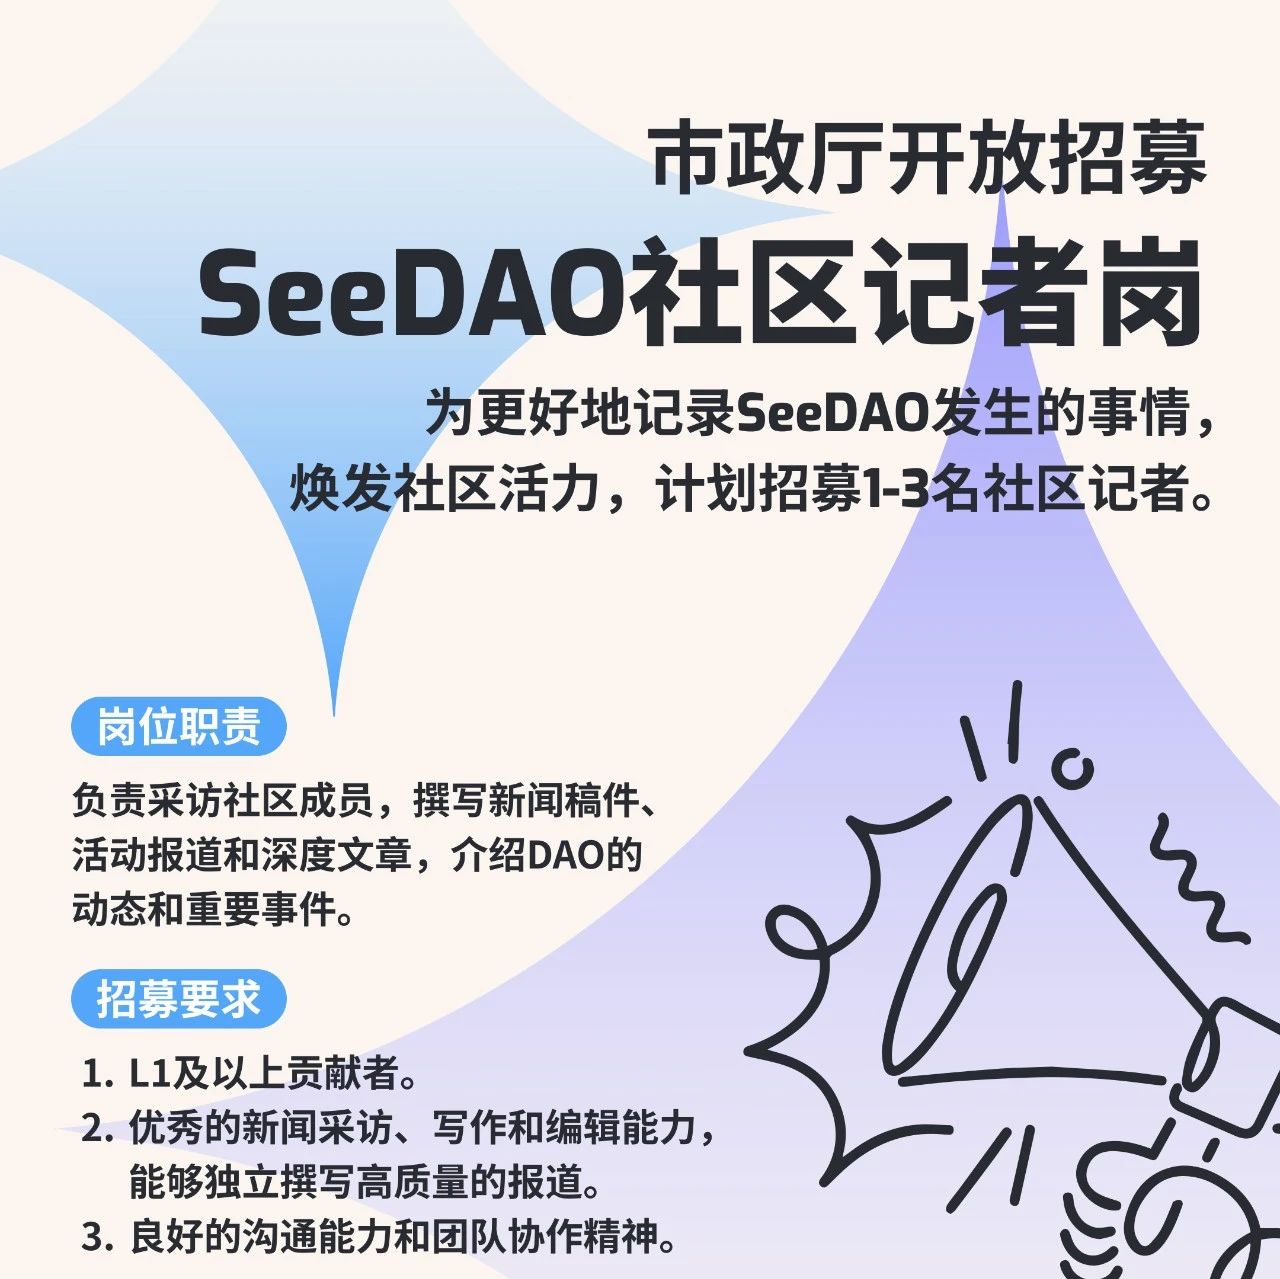 市政厅开放招募
SeeDAO社区记者岗
为更好地记录SeeDAO发生的事情，
焕发社区活力，计划招募1-3名社区记者。
岗位职责
负责采访社区成员，撰写新闻稿件、
活动报道和深度文章，介绍DAO的
动态和重要事件。
招募要求
1. L1及以上贡献者。
2. 优秀的新闻采访、写作和编辑能力，
能够独立撰写高质量的报道。
3. 良好的沟通能力和团队协作精神。